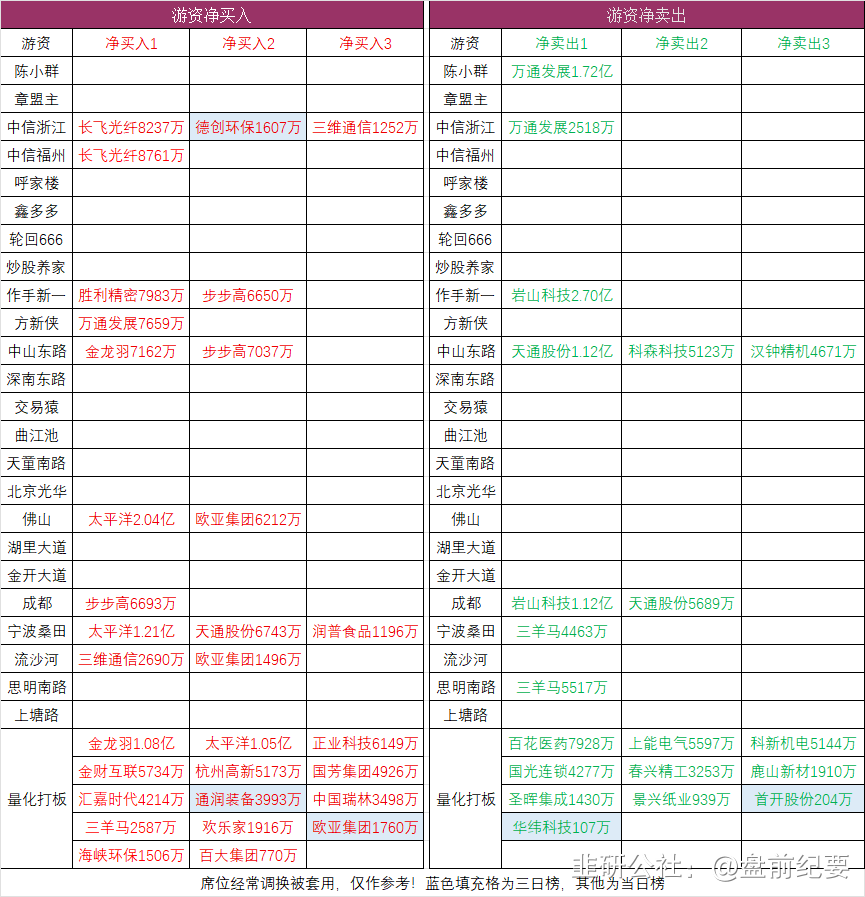 游资净买入 游资净卖出
游资 净买入1 净买入2 净买入3 游资 净卖出1 净卖出2 净卖出3
陈小群 陈小群 万通发展1.72亿
章盟主 章盟主
中信浙江 长飞光纤8237万 德创环保1607万 三维通信1252万 中信浙江 万通发展2518万
中信福州 长飞光纤8761万 中信福州
呼家楼 呼家楼
鑫多多 鑫多多
轮回666 轮回666
炒股养家 炒股养家
作手新一 胜利精密7983万 步步高6650万 作手新一 岩山科技2.70亿
方新侠 万通发展7659万 方新侠
中山东路 金龙羽7162万 步步高7037万 中山东路 天通股份1.12亿 科森科技5123万 汉钟精机4671万
深南东路 深南东路
交易猿 交易猿
曲江池 曲江池
天童南路 天童南路
北京光华 北京光华
佛山 太平洋2.04亿 欧亚集团6212万 佛山
湖里大道 湖里大道
金开大道 金开大道
成都 步步高6693万 成都 岩山科技1.12亿 天通股份5689万
宁波桑田 太平洋1.21亿 天通股份6743万 润普食品1196万 宁波桑田 三羊马4463万
流沙河 三维通信2690万 欧亚集团1496万 流沙河
思明南路 思明南路 三羊马5517万
上塘路 上塘路
金龙羽1.08亿 太平洋1.05亿 正业科技6149万 百花医药7928万 上能电气5597万 科新机电5144万
金财互联5734万 杭州高新5173万 国芳集团4926万 国光连锁4277万 春兴精工3253万 鹿山新材1910万
量化打板 汇嘉时代4214万 通润装备3993万 中国瑞林3498万 量化打板 圣晖集成1430万 景兴纸业939万 首开股份204万
三羊马2587万 欢乐家1916万 欧亚集团1760万 华纬科技107万
海峡环保1506万 百大集团770万
席位经常调换被套用，仅作参考！蓝色填充格为三日榜，其他为当日榜
韭研公社：@盘前纪要